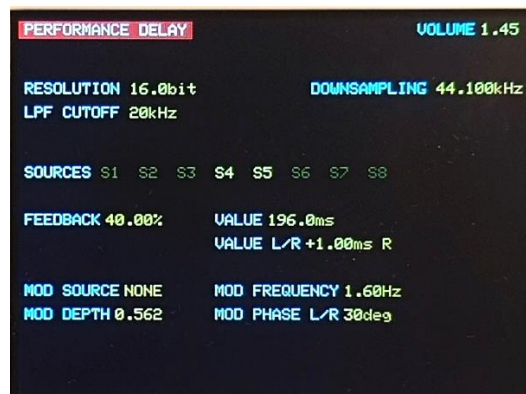 PERFORMANCE DELAY VOLUME 1.45
RESOLUTION 16.0bit DOWNSAMPLING 44.100kHz
LPF CUTOFF 20kHz
SOURCES S1 S2 S3 S4 S5 S6 S7 S8
FEEDBACK 40.00% VALUE 196.0ms
VALUE L/R +1.00ms R
MOD SOURCE NONE MOD FREQUENCY 1.60Hz
MOD DEPTH 0.562 MOD PHASE L/R 30deg